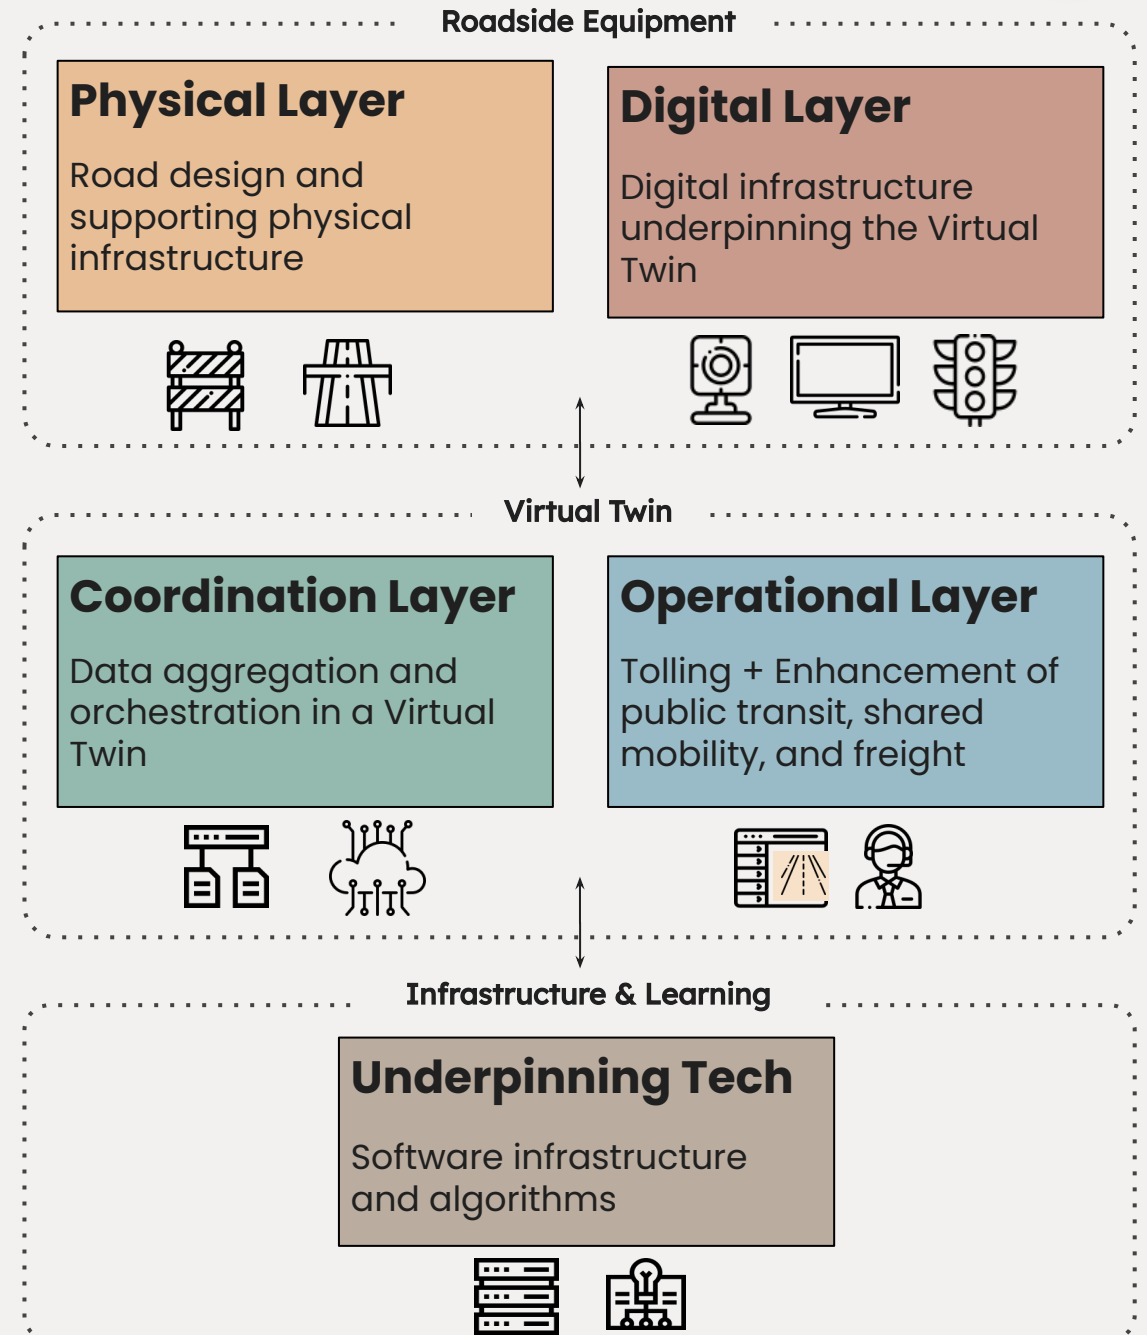 Roadside Equipment
Physical Layer
Road design and
supporting physical
infrastructure
Digital Layer
Digital infrastructure
underpinning the Virtual
Twin
Virtual Twin
Coordination Layer
Data aggregation and
orchestration in a Virtual
Twin
Operational Layer
Tolling + Enhancement of
public transit, shared
mobility, and freight
Infrastructure & Learning
Underpinning Tech
Software infrastructure
and algorithms